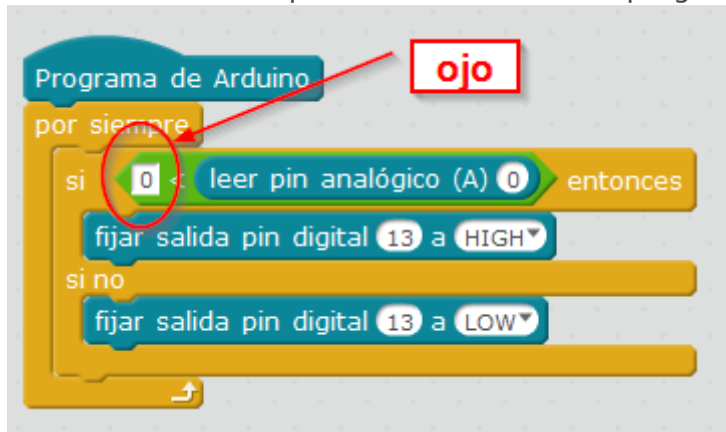 ojo
Programa de Arduino
por siempre
si 0 < leer pin analógico (A) 0 entonces
fijar salida pin digital 13 a HIGH
si no
fijar salida pin digital 13 a LOW